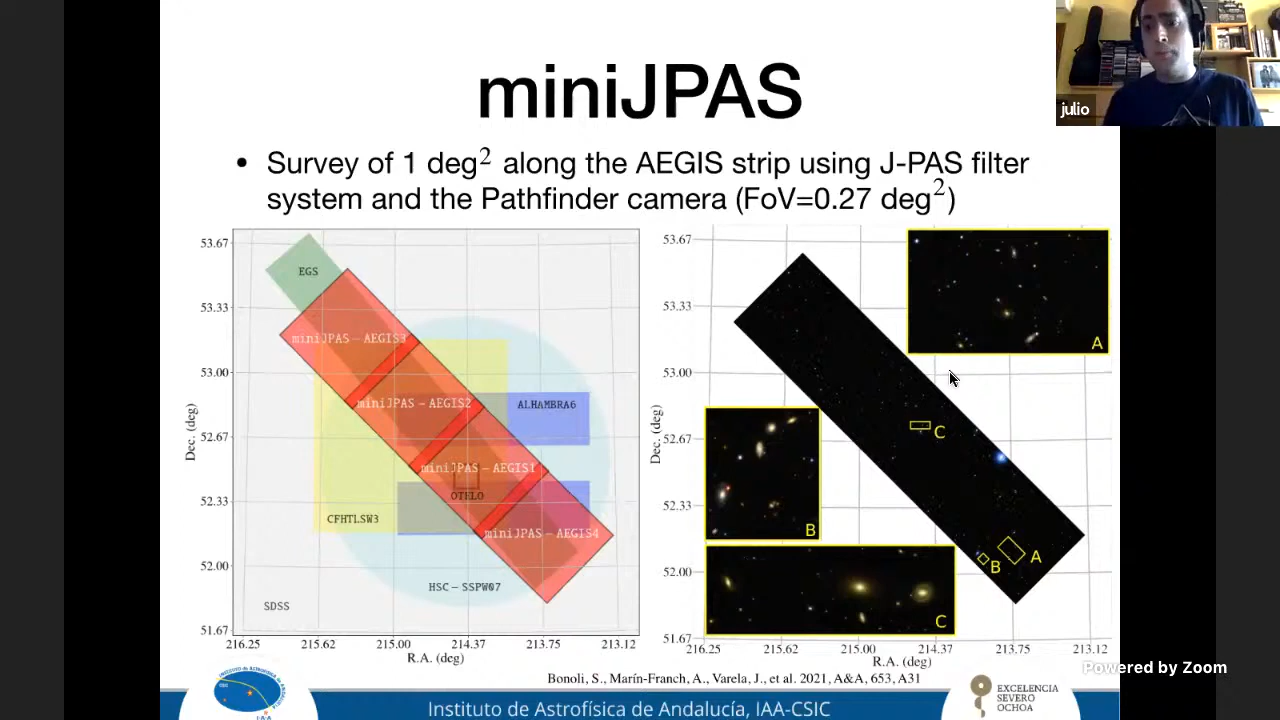 julio
miniJPAS
• Survey of 1 deg² along the AEGIS strip using J-PAS filter
system and the Pathfinder camera (FoV=0.27 deg²)
53.67
53.33
53.00
52.67
52.33
52.00
51.67
Dec. (deg)
EGS
miniJPAS – AEGIS3
miniJPAS – AEGIS2
ALHAMBRA6
miniJPAS – AEGIS1
OTELO
CFHTLSW3
miniJPAS – AEGIS4
HSC – SSPW07
SDSS
216.25 215.62 215.00 214.37 213.75 213.12
R.A. (deg)
53.67
53.33
53.00
52.67
52.33
52.00
51.67
Dec. (deg)
A
C
B
A
B
C
216.25 215.62 215.00 214.36 213.75 213.12
R.A. (deg)
Powered by Zoom
Bonoli, S., Marín-Franch, A., Varela, J., et al. 2021, A&A, 653, A31
Instituto de Astrofísica de Andalucía, IAA-CSIC
EXCELENCIA
SEVERO
OCHOA